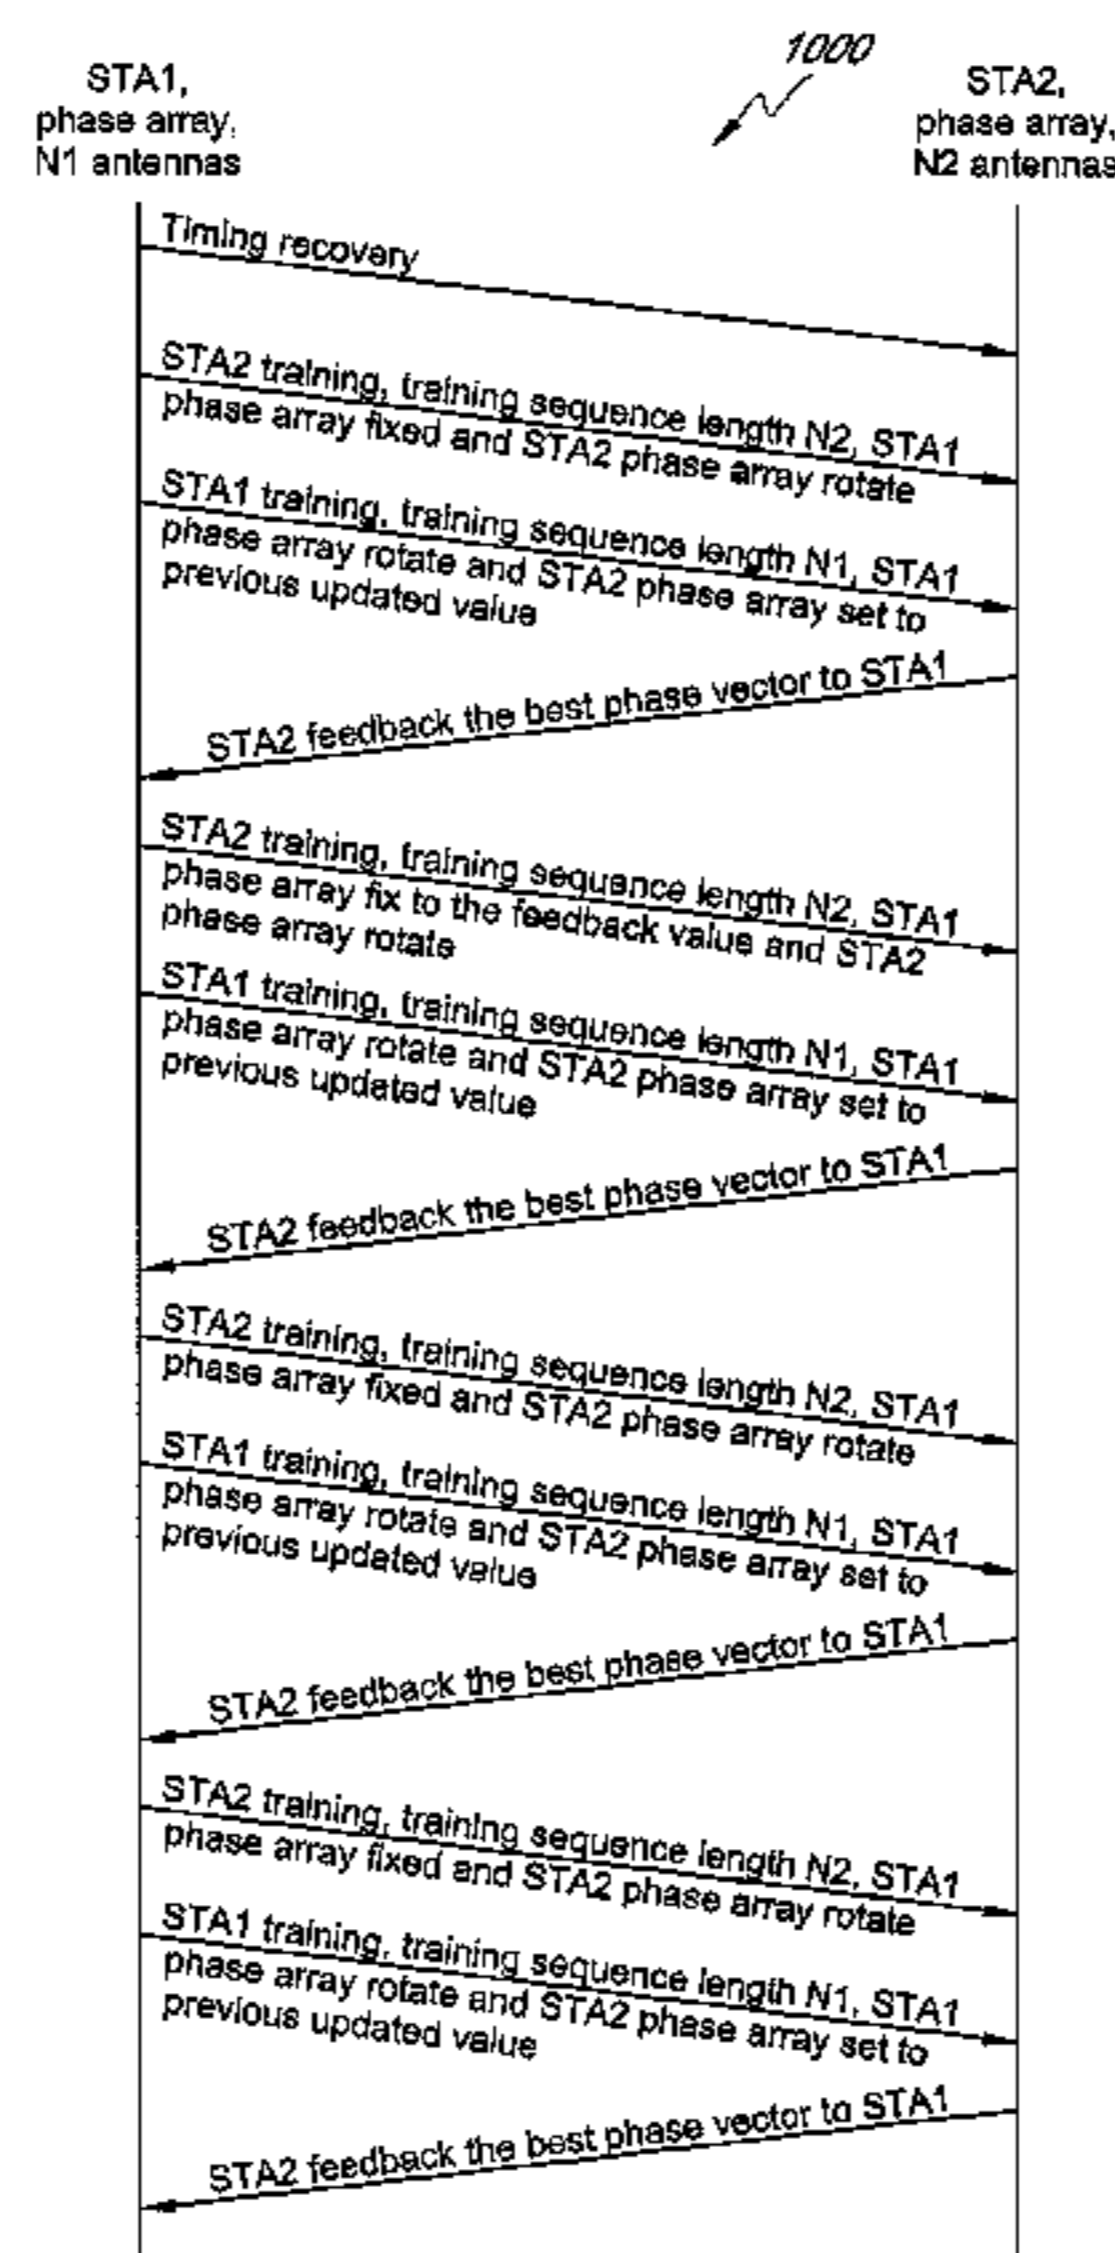 1000
STA1,
phase array,
N1 antennas
STA2,
phase array,
N2 antennas
Timing recovery
STA2 training, training sequence length N2, STA1
phase array fixed and STA2 phase array rotate
STA1 training, training sequence length N1, STA1
phase array rotate and STA2 phase array set to
previous updated value
STA2 feedback the best phase vector to STA1
STA2 training, training sequence length N2, STA1
phase array fix to the feedback value and STA2
phase array rotate
STA1 training, training sequence length N1, STA1
phase array rotate and STA2 phase array set to
previous updated value
STA2 feedback the best phase vector to STA1
STA2 training, training sequence length N2, STA1
phase array fixed and STA2 phase array rotate
STA1 training, training sequence length N1, STA1
phase array rotate and STA2 phase array set to
previous updated value
STA2 feedback the best phase vector to STA1
STA2 training, training sequence length N2, STA1
phase array fixed and STA2 phase array rotate
STA1 training, training sequence length N1, STA1
phase array rotate and STA2 phase array set to
previous updated value
STA2 feedback the best phase vector to STA1